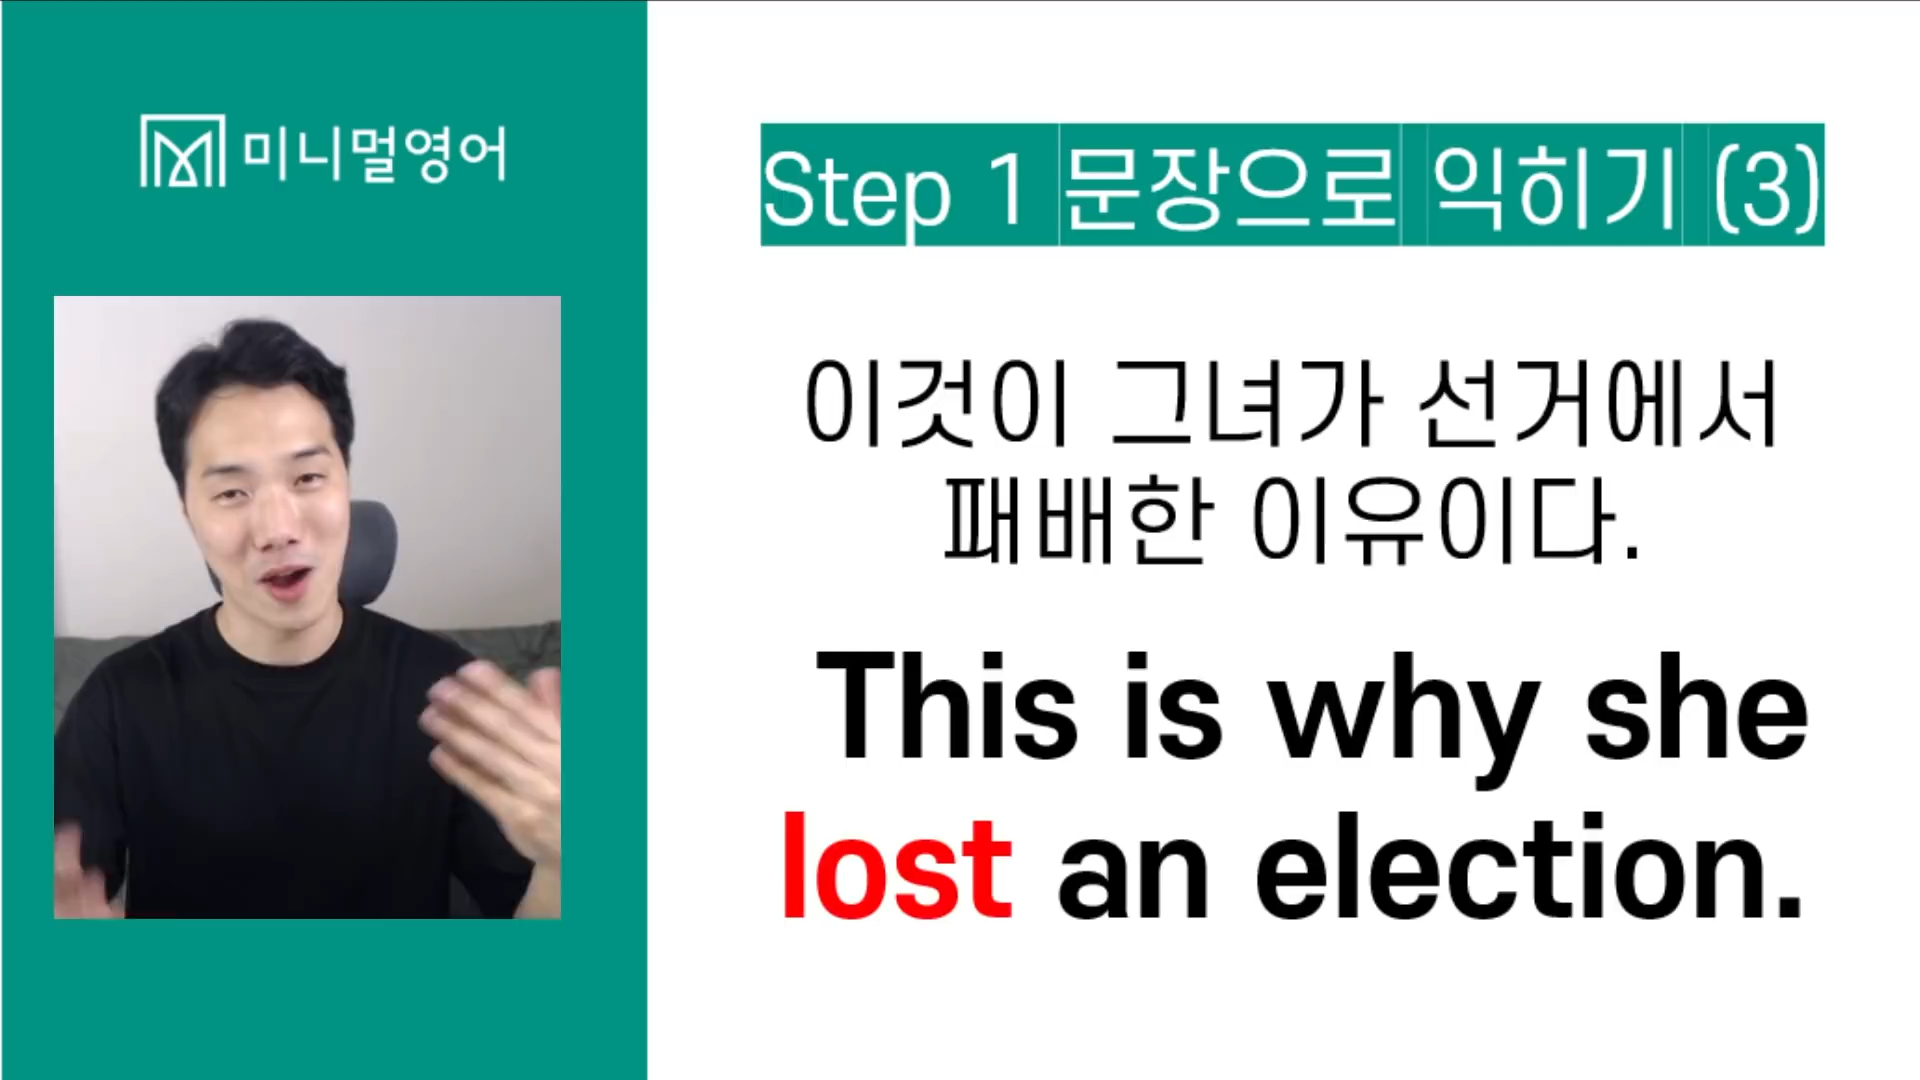 미니멀영어
Step 1 문장으로 익히기 (3)
이것이 그녀가 선거에서
패배한 이유이다.
This is why she
lost an election.